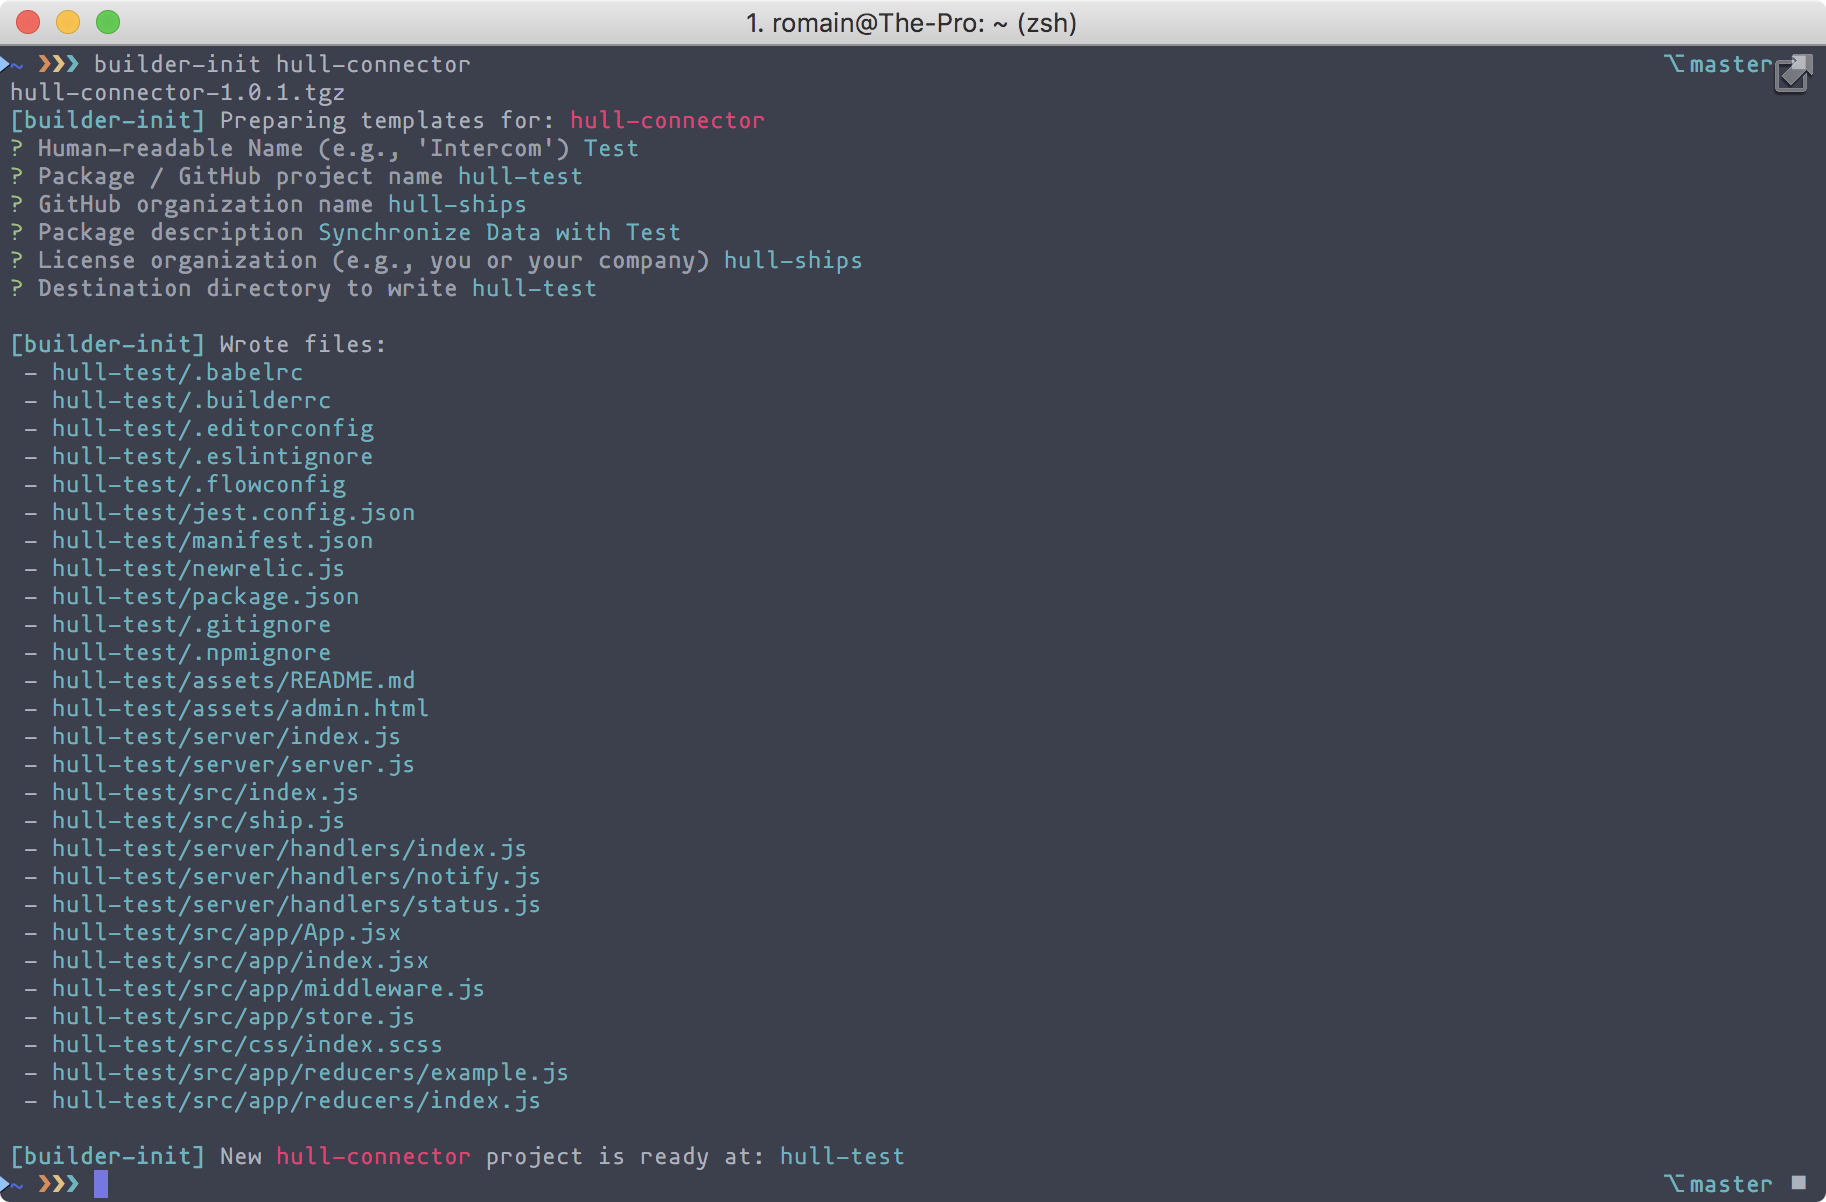 1. romain@The-Pro: ~ (zsh)
~ ❯❯❯ builder-init hull-connector ⌥master
hull-connector-1.0.1.tgz
[builder-init] Preparing templates for: hull-connector
? Human-readable Name (e.g., 'Intercom') Test
? Package / GitHub project name hull-test
? GitHub organization name hull-ships
? Package description Synchronize Data with Test
? License organization (e.g., you or your company) hull-ships
? Destination directory to write hull-test
[builder-init] Wrote files:
- hull-test/.babelrc
- hull-test/.builderrc
- hull-test/.editorconfig
- hull-test/.eslintignore
- hull-test/.flowconfig
- hull-test/jest.config.json
- hull-test/manifest.json
- hull-test/newrelic.js
- hull-test/package.json
- hull-test/.gitignore
- hull-test/.npmignore
- hull-test/assets/README.md
- hull-test/assets/admin.html
- hull-test/server/index.js
- hull-test/server/server.js
- hull-test/src/index.js
- hull-test/src/ship.js
- hull-test/server/handlers/index.js
- hull-test/server/handlers/notify.js
- hull-test/server/handlers/status.js
- hull-test/src/app/App.jsx
- hull-test/src/app/index.jsx
- hull-test/src/app/middleware.js
- hull-test/src/app/store.js
- hull-test/src/css/index.scss
- hull-test/src/app/reducers/example.js
- hull-test/src/app/reducers/index.js
[builder-init] New hull-connector project is ready at: hull-test
~ ❯❯❯ ⌥master